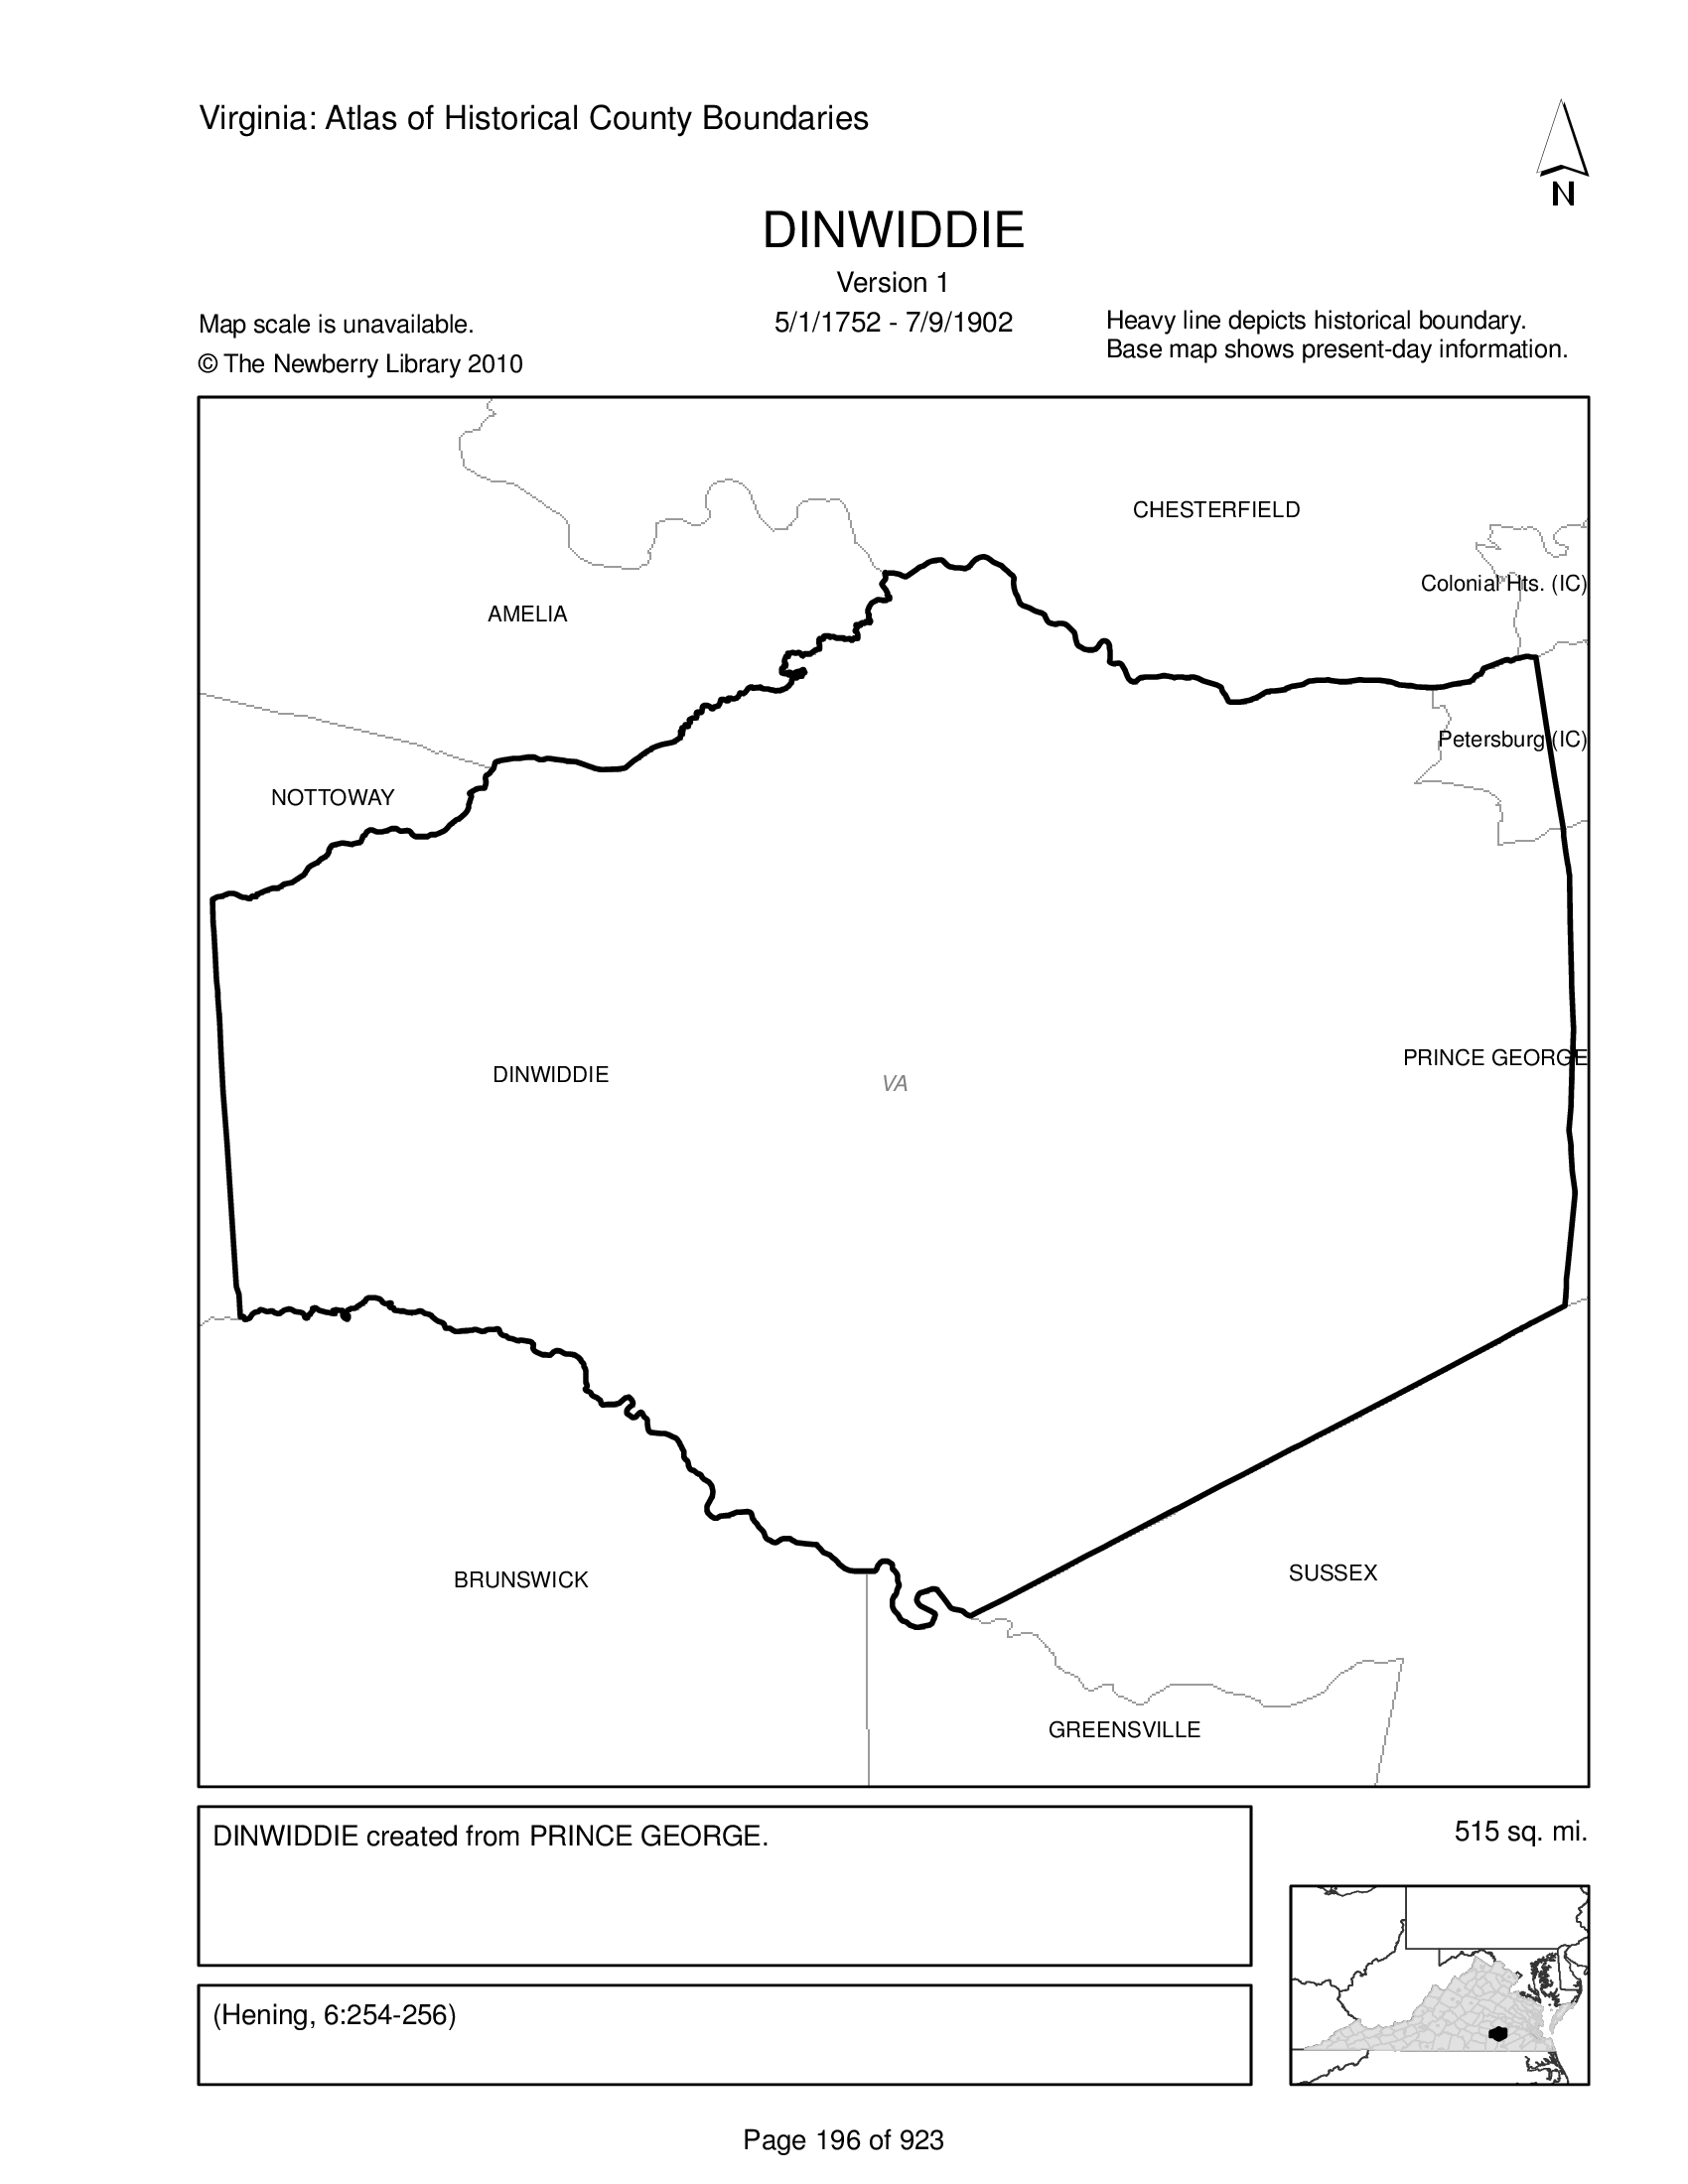 Virginia: Atlas of Historical County Boundaries
N
DINWIDDIE
Version 1
5/1/1752 - 7/9/1902
Map scale is unavailable.
© The Newberry Library 2010
Heavy line depicts historical boundary.
Base map shows present-day information.
CHESTERFIELD
Colonial Hts. (IC)
AMELIA
Petersburg (IC)
NOTTOWAY
PRINCE GEORGE
DINWIDDIE
VA
SUSSEX
BRUNSWICK
GREENSVILLE
DINWIDDIE created from PRINCE GEORGE.
515 sq. mi.
(Hening, 6:254-256)
Page 196 of 923